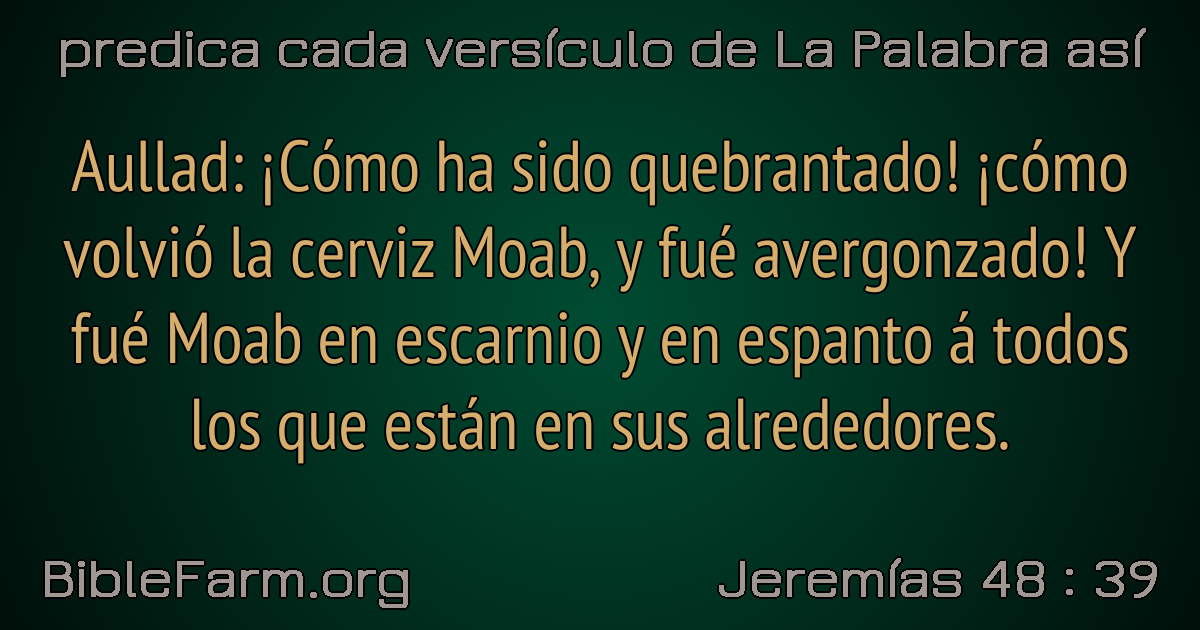 predica cada versículo de La Palabra así
Aullad: ¡Cómo ha sido quebrantado! ¡cómo
volvió la cerviz Moab, y fué avergonzado! Y
fué Moab en escarnio y en espanto á todos
los que están en sus alrededores.
BibleFarm.org
Jeremías 48 : 39